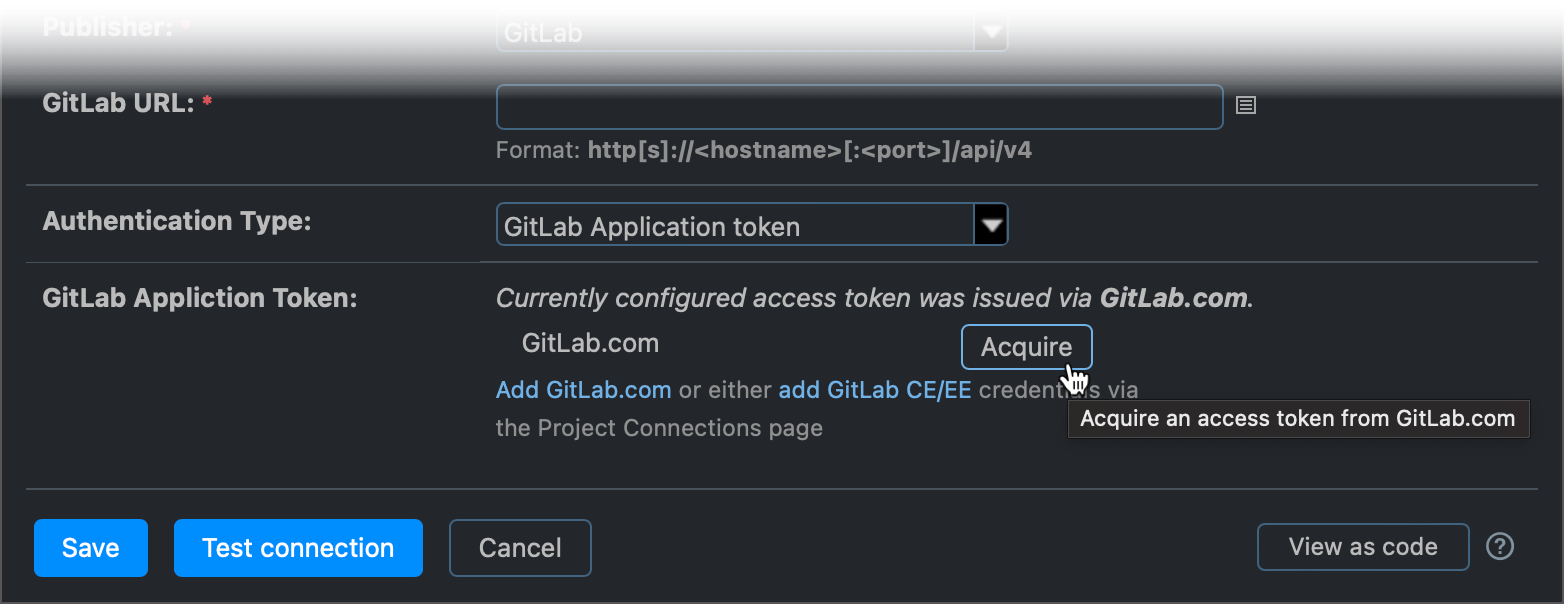 Publisher: *
GitLab
GitLab URL: *
Format: http[s]://<hostname>[:<port>]/api/v4
Authentication Type:
GitLab Application token
GitLab Appliction Token:
Currently configured access token was issued via GitLab.com.
GitLab.com
Acquire
Add GitLab.com or either add GitLab CE/EE credentials via
the Project Connections page
Acquire an access token from GitLab.com
Save
Test connection
Cancel
View as code
?